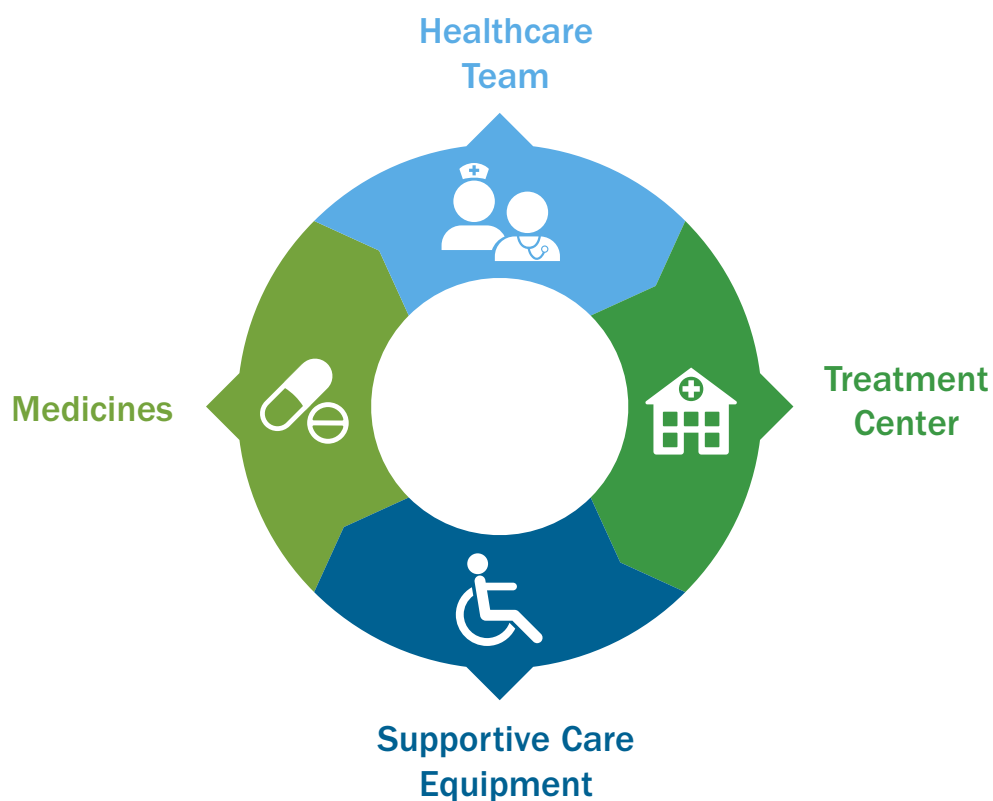 Healthcare
Team
Treatment
Center
Medicines
Supportive Care
Equipment